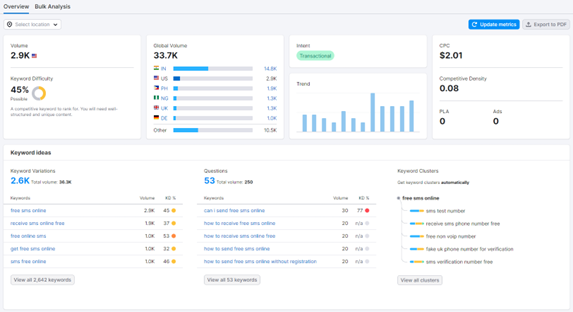 Overview Bulk Analysis
Select location
Update metrics
Export to PDF
Volume
2.9K
Keyword Difficulty
45%
Possible
A competitive keyword to rank for. You will need well-structured and unique content.
Global Volume
33.7K
IN 14.8K
US 2.9K
PH 1.9K
NG 1.3K
UK 1.3K
DE 1.0K
Other 10.5K
Intent
Transactional
Trend
CPC
$2.01
Competitive Density
0.08
PLA Ads
0 0
Keyword ideas
Keyword Variations
2.6K Total volume: 36.3K
Keywords Volume KD %
free sms online 2.9K 45
receive sms online free 1.9K 37
free online sms 1.0K 53
get free sms online 1.0K 32
sms free online 1.0K 46
View all 2,642 keywords
Questions
53 Total volume: 250
Keywords Volume KD %
can i send free sms online 30 77
how to receive free sms online 20 n/a
how to receive sms online free 20 n/a
how to send free sms online 20 n/a
how to send free sms online without registration 20 n/a
View all 53 keywords
Keyword Clusters
Get keyword clusters automatically
free sms online
sms text number
receive sms phone number free
free non voip number
fake uk phone number for verification
sms verification number free
View all clusters